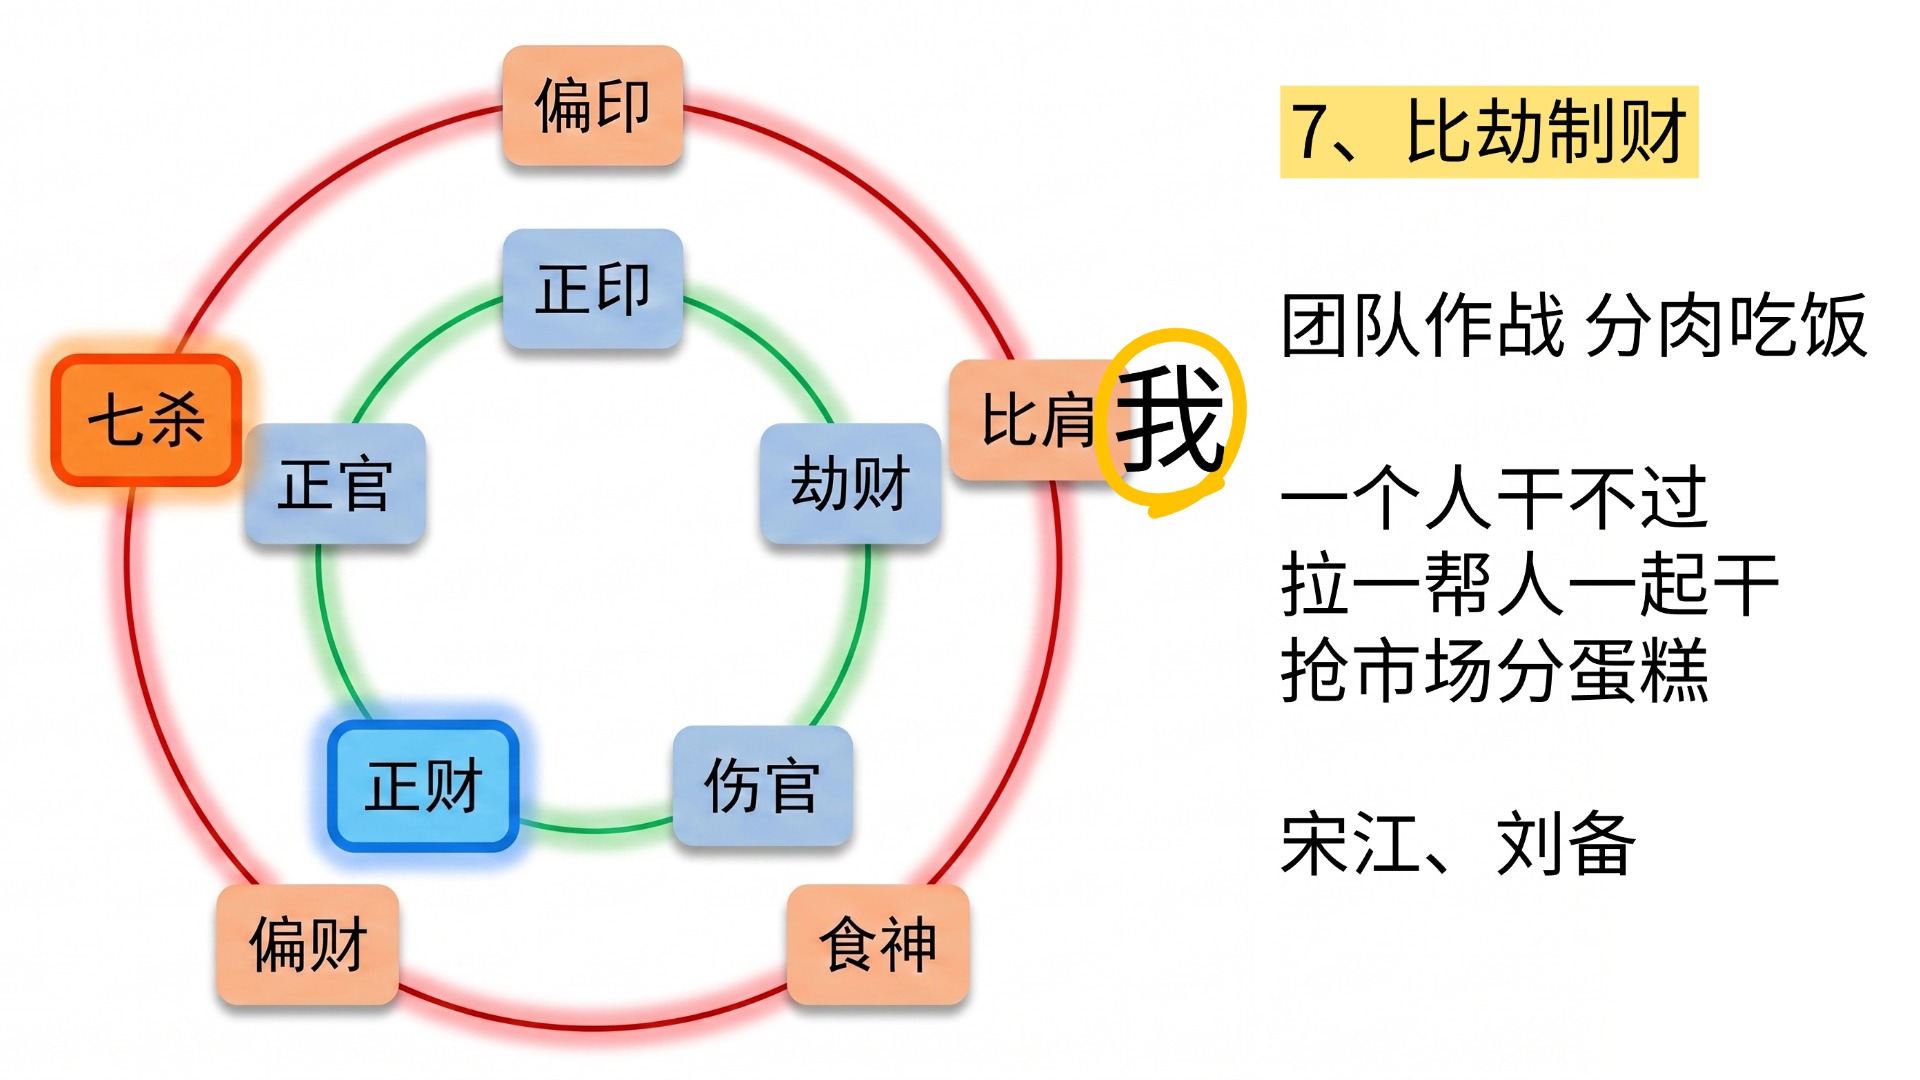 偏印
正印
七杀
正官
劫财
比肩
我
正财
伤官
偏财
食神
7、比劫制财
团队作战 分肉吃饭
一个人干不过
拉一帮人一起干
抢市场分蛋糕
宋江、刘备